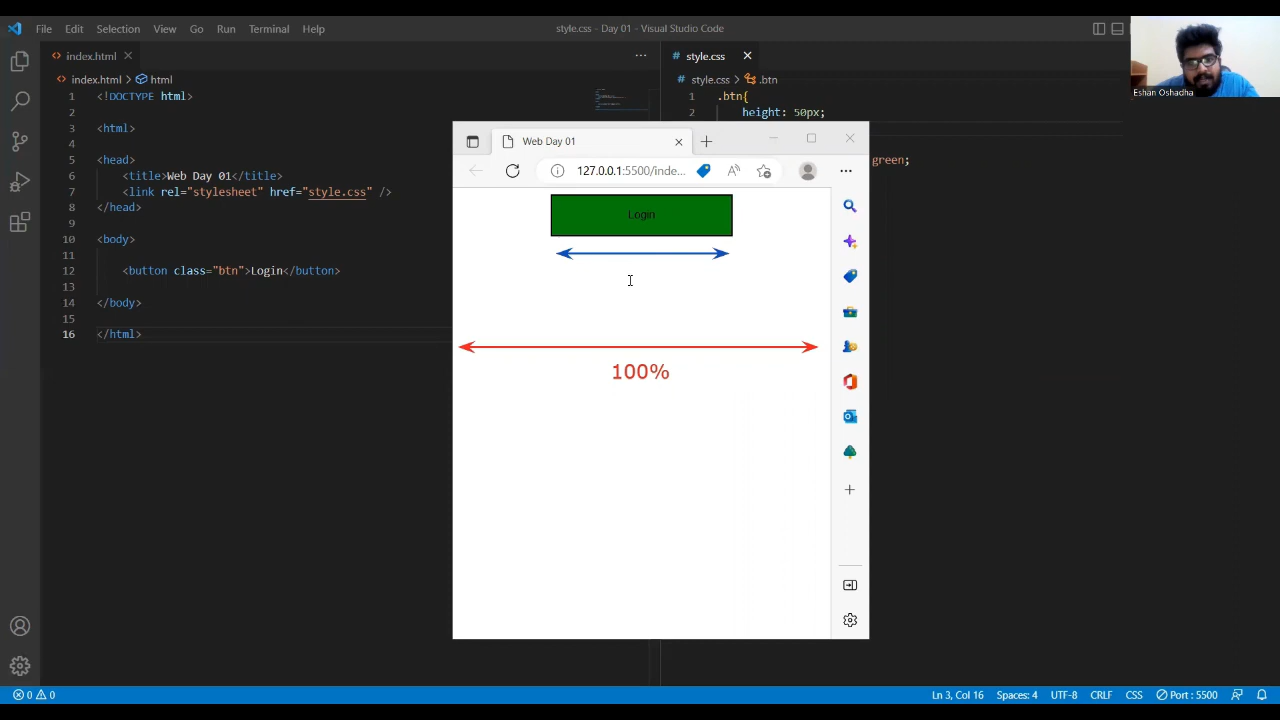 File Edit Selection View Go Run Terminal Help
style.css - Day 01 - Visual Studio Code
Eshan Oshadha
index.html
index.html > html
1 <!DOCTYPE html>
2
3 <html>
4
5 <head>
6 <title>Web Day 01</title>
7 <link rel="stylesheet" href="style.css" />
8 </head>
9
10 <body>
11
12 <button class="btn">Login</button>
13
14 </body>
15
16 </html>
# style.css
# style.css > .btn
1 .btn{
2 height: 50px;
green;
Web Day 01
127.0.0.1:5500/inde...
Login
100%
0 0
Ln 3, Col 16 Spaces: 4 UTF-8 CRLF CSS Port : 5500